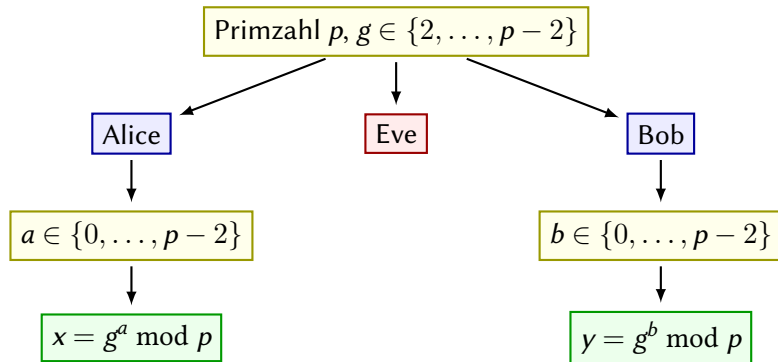 Primzahl p, g ∈ {2, . . . , p − 2}
Alice
Eve
Bob
a ∈ {0, . . . , p − 2}
b ∈ {0, . . . , p − 2}
x = g^a mod p
y = g^b mod p